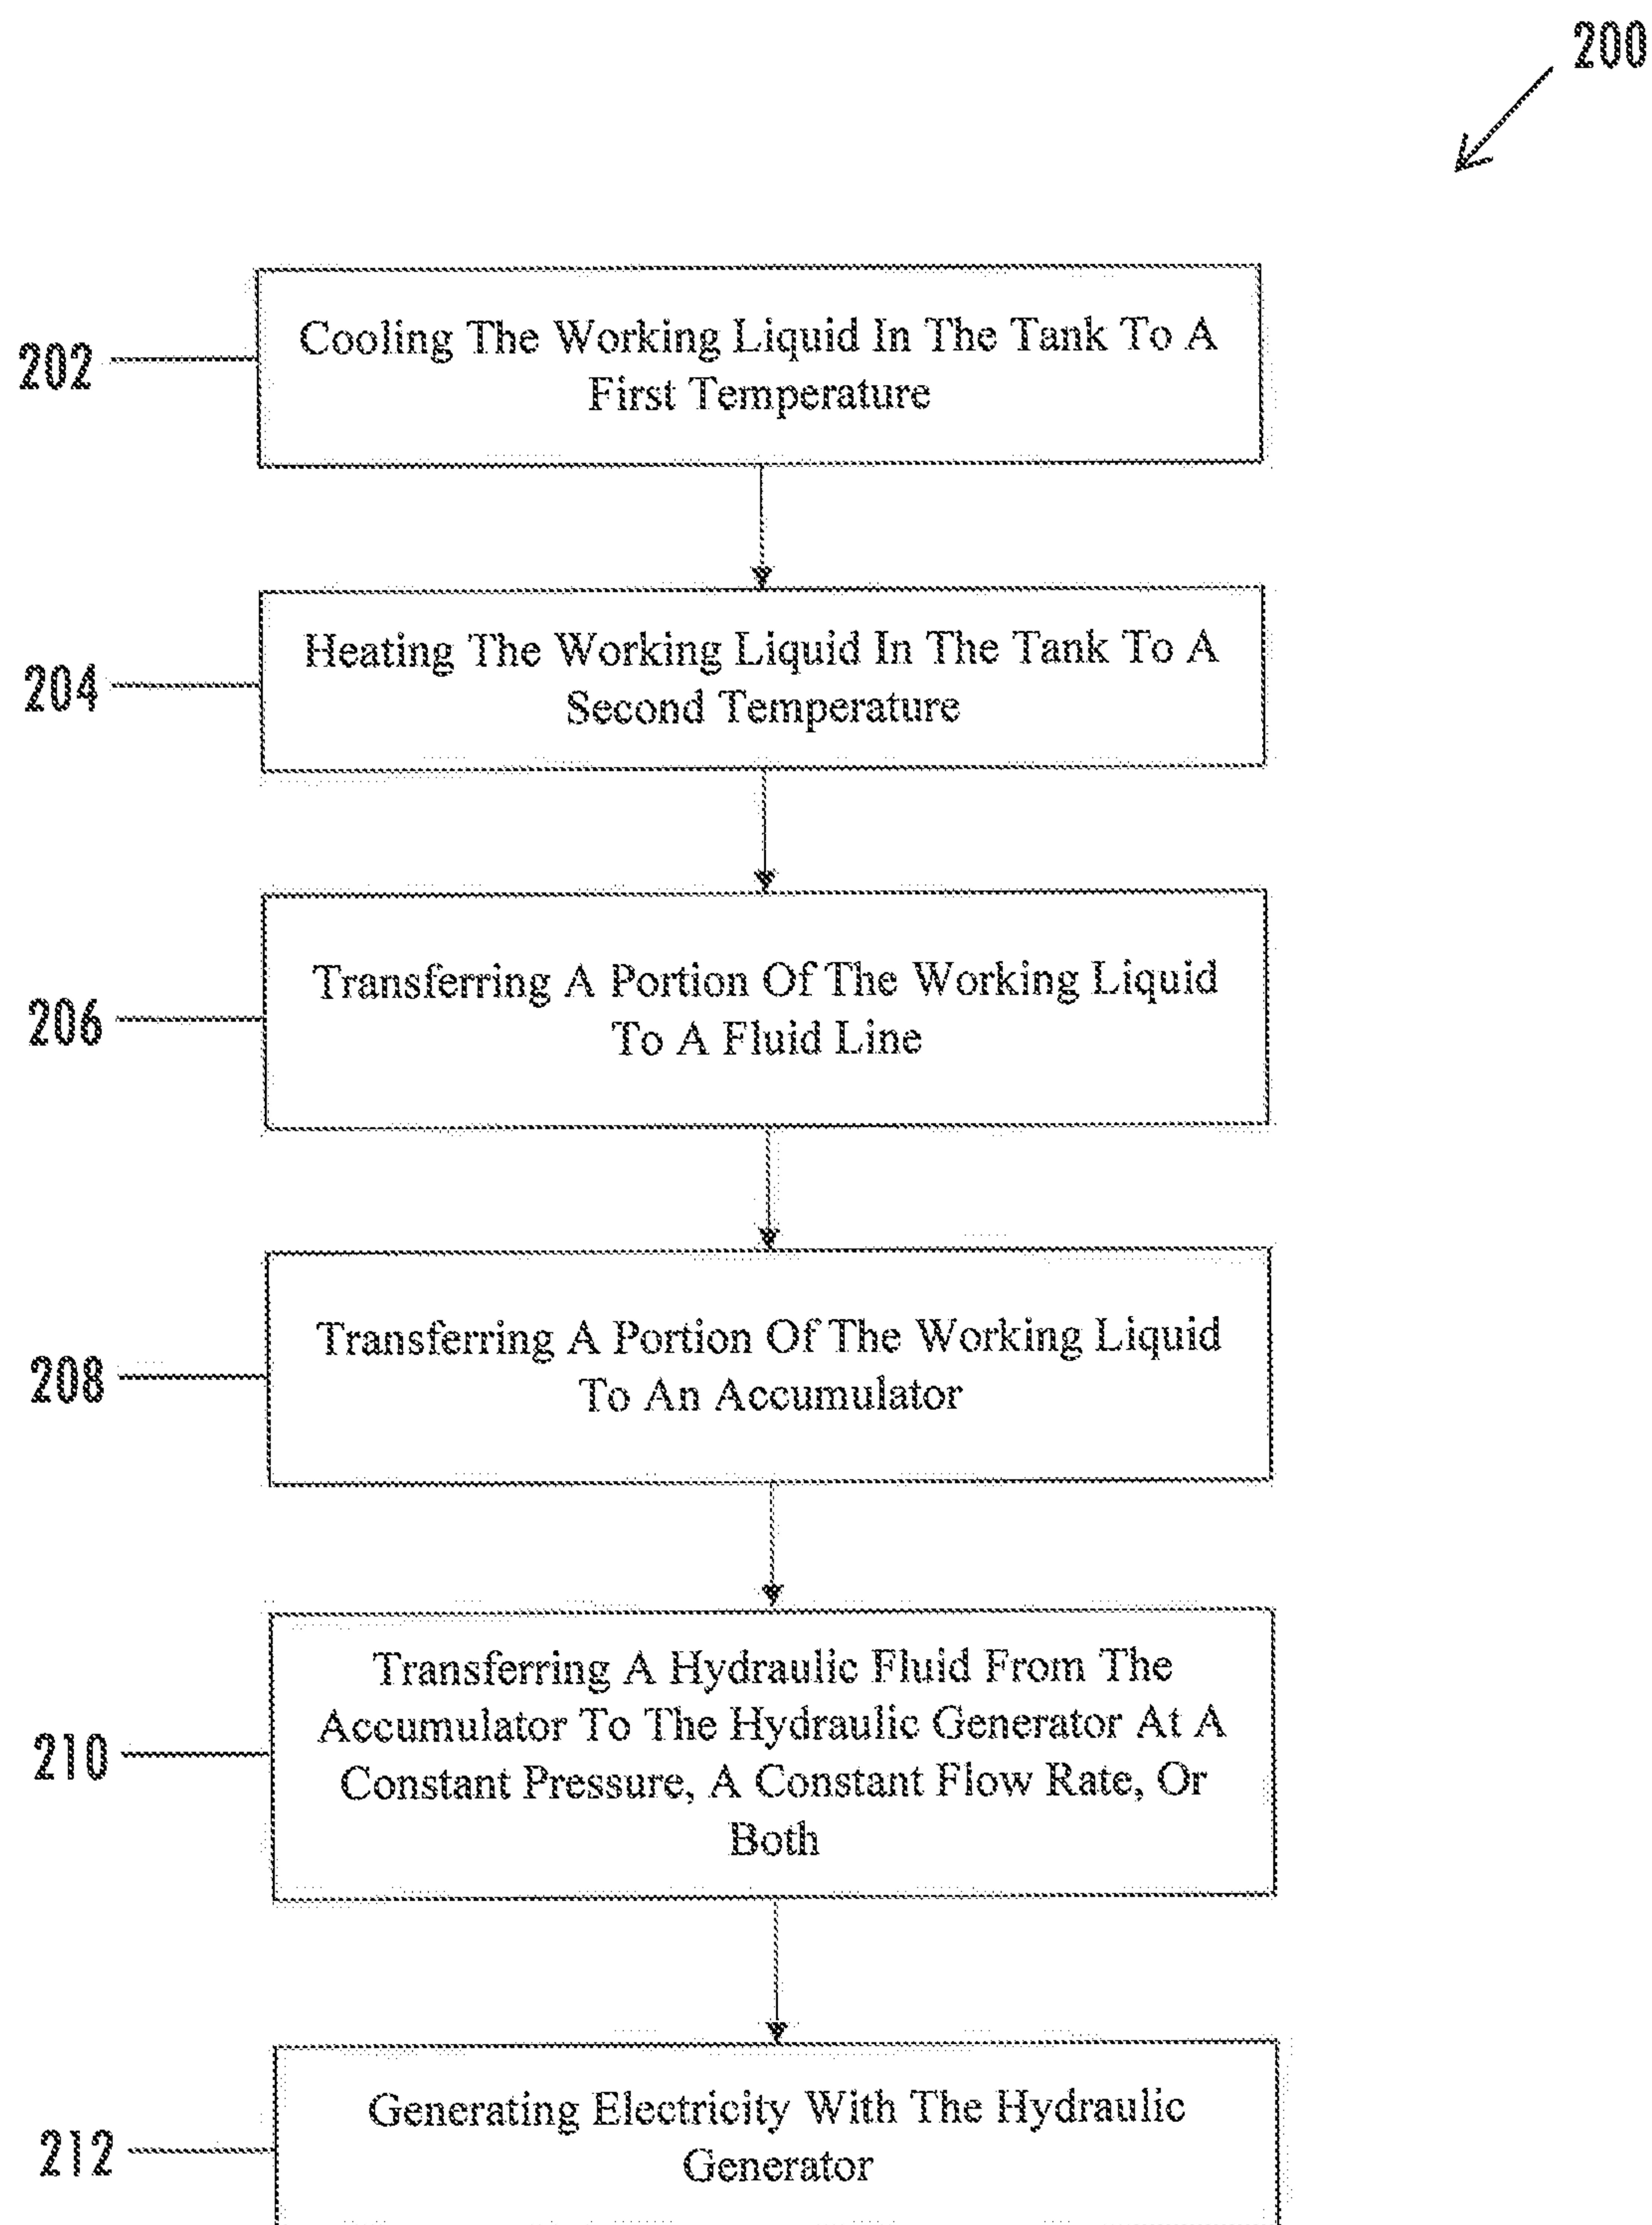 200
202
Cooling The Working Liquid In The Tank To A
First Temperature
204
Heating The Working Liquid In The Tank To A
Second Temperature
206
Transferring A Portion Of The Working Liquid
To A Fluid Line
208
Transferring A Portion Of The Working Liquid
To An Accumulator
210
Transferring A Hydraulic Fluid From The
Accumulator To The Hydraulic Generator At A
Constant Pressure, A Constant Flow Rate, Or
Both
212
Generating Electricity With The Hydraulic
Generator